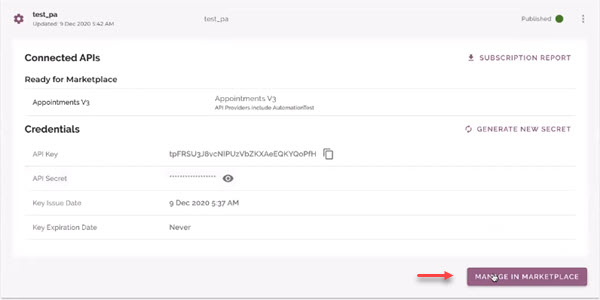 test_pa
Updated: 9 Dec 2020 5:42 AM
test_pa
Published
Connected APIs
SUBSCRIPTION REPORT
Ready for Marketplace
Appointments V3
Appointments V3
API Providers Include AutomationTest
Credentials
GENERATE NEW SECRET
API Key
tpFRSU3J8vcNIPUzVbZKXAeEQKYQoPfH
API Secret
******************
Key Issue Date
9 Dec 2020 5:37 AM
Key Expiration Date
Never
MANAGE IN MARKETPLACE